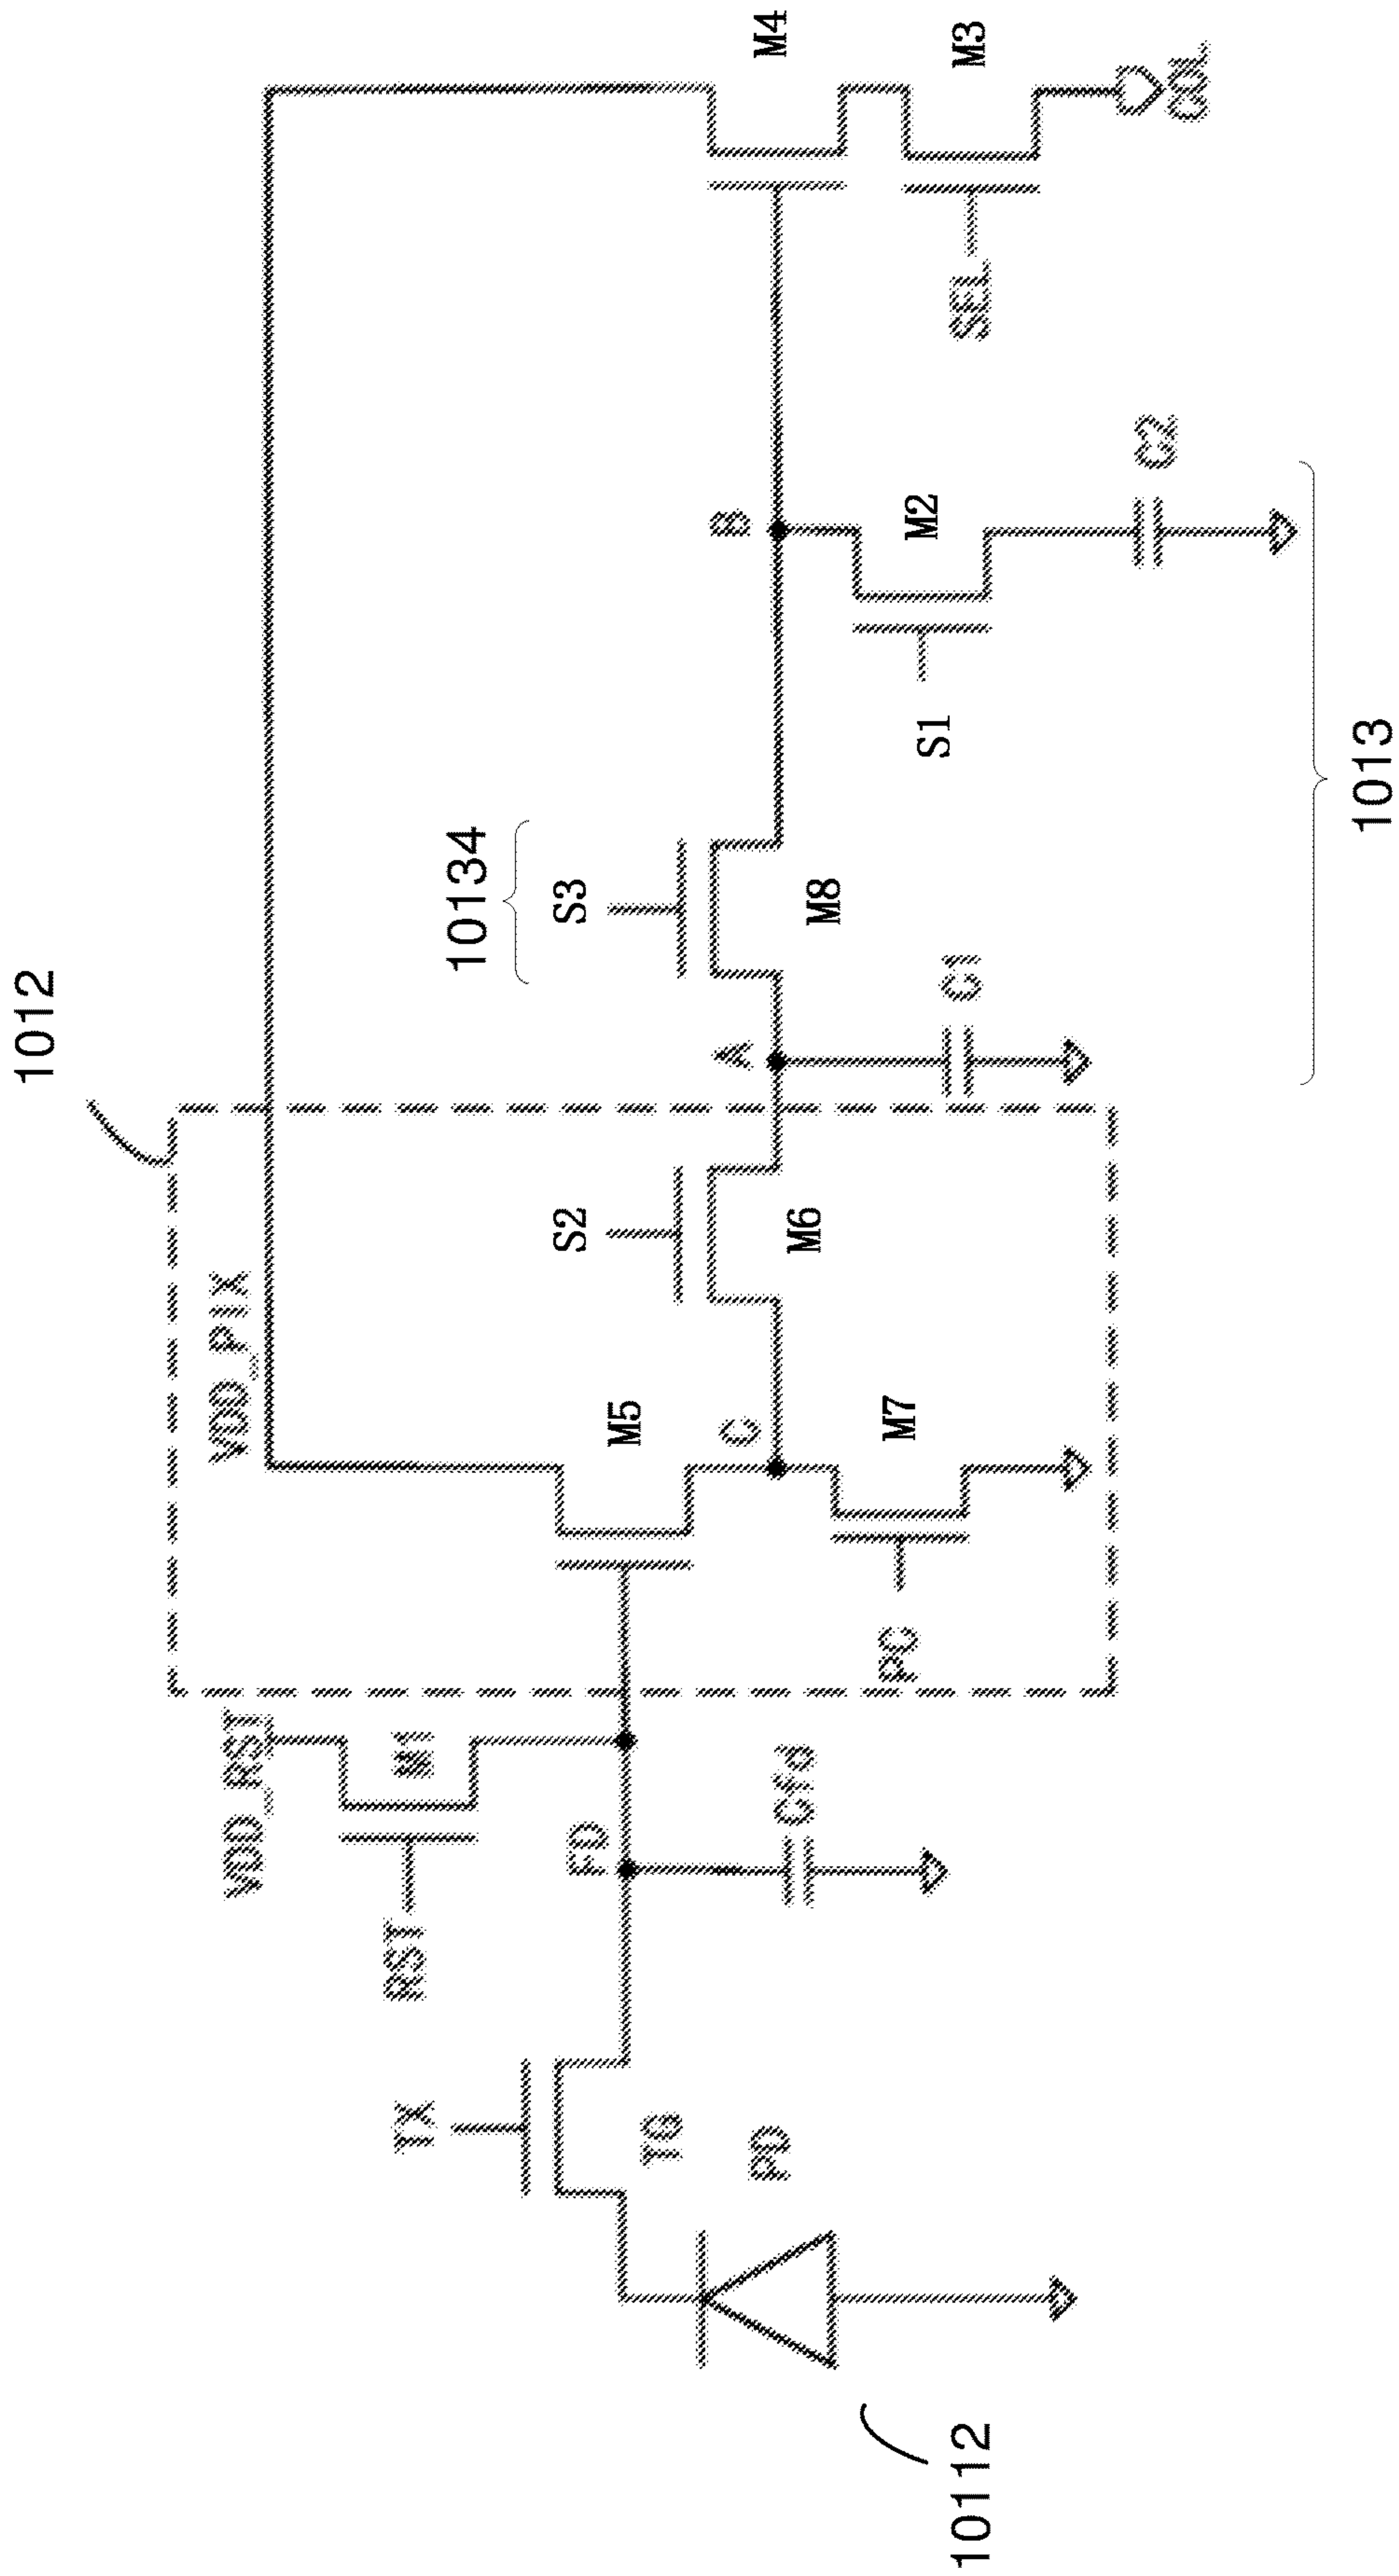 1012
VDD_RST
VDD_PIX
RST
M1
TX
FD
TG
PD
10112
Cfd
M5
C
PC
M7
S2
M6
A
C1
10134
S3
M8
B
S1
M2
C2
1013
M4
SEL
M3
COL